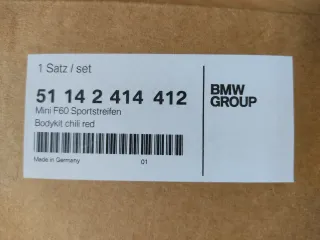 1 Satz / set
51 14 2 414 412
Mini F60 Sportstreifen
Bodykit chili red
Made in Germany
01
BMW
GROUP